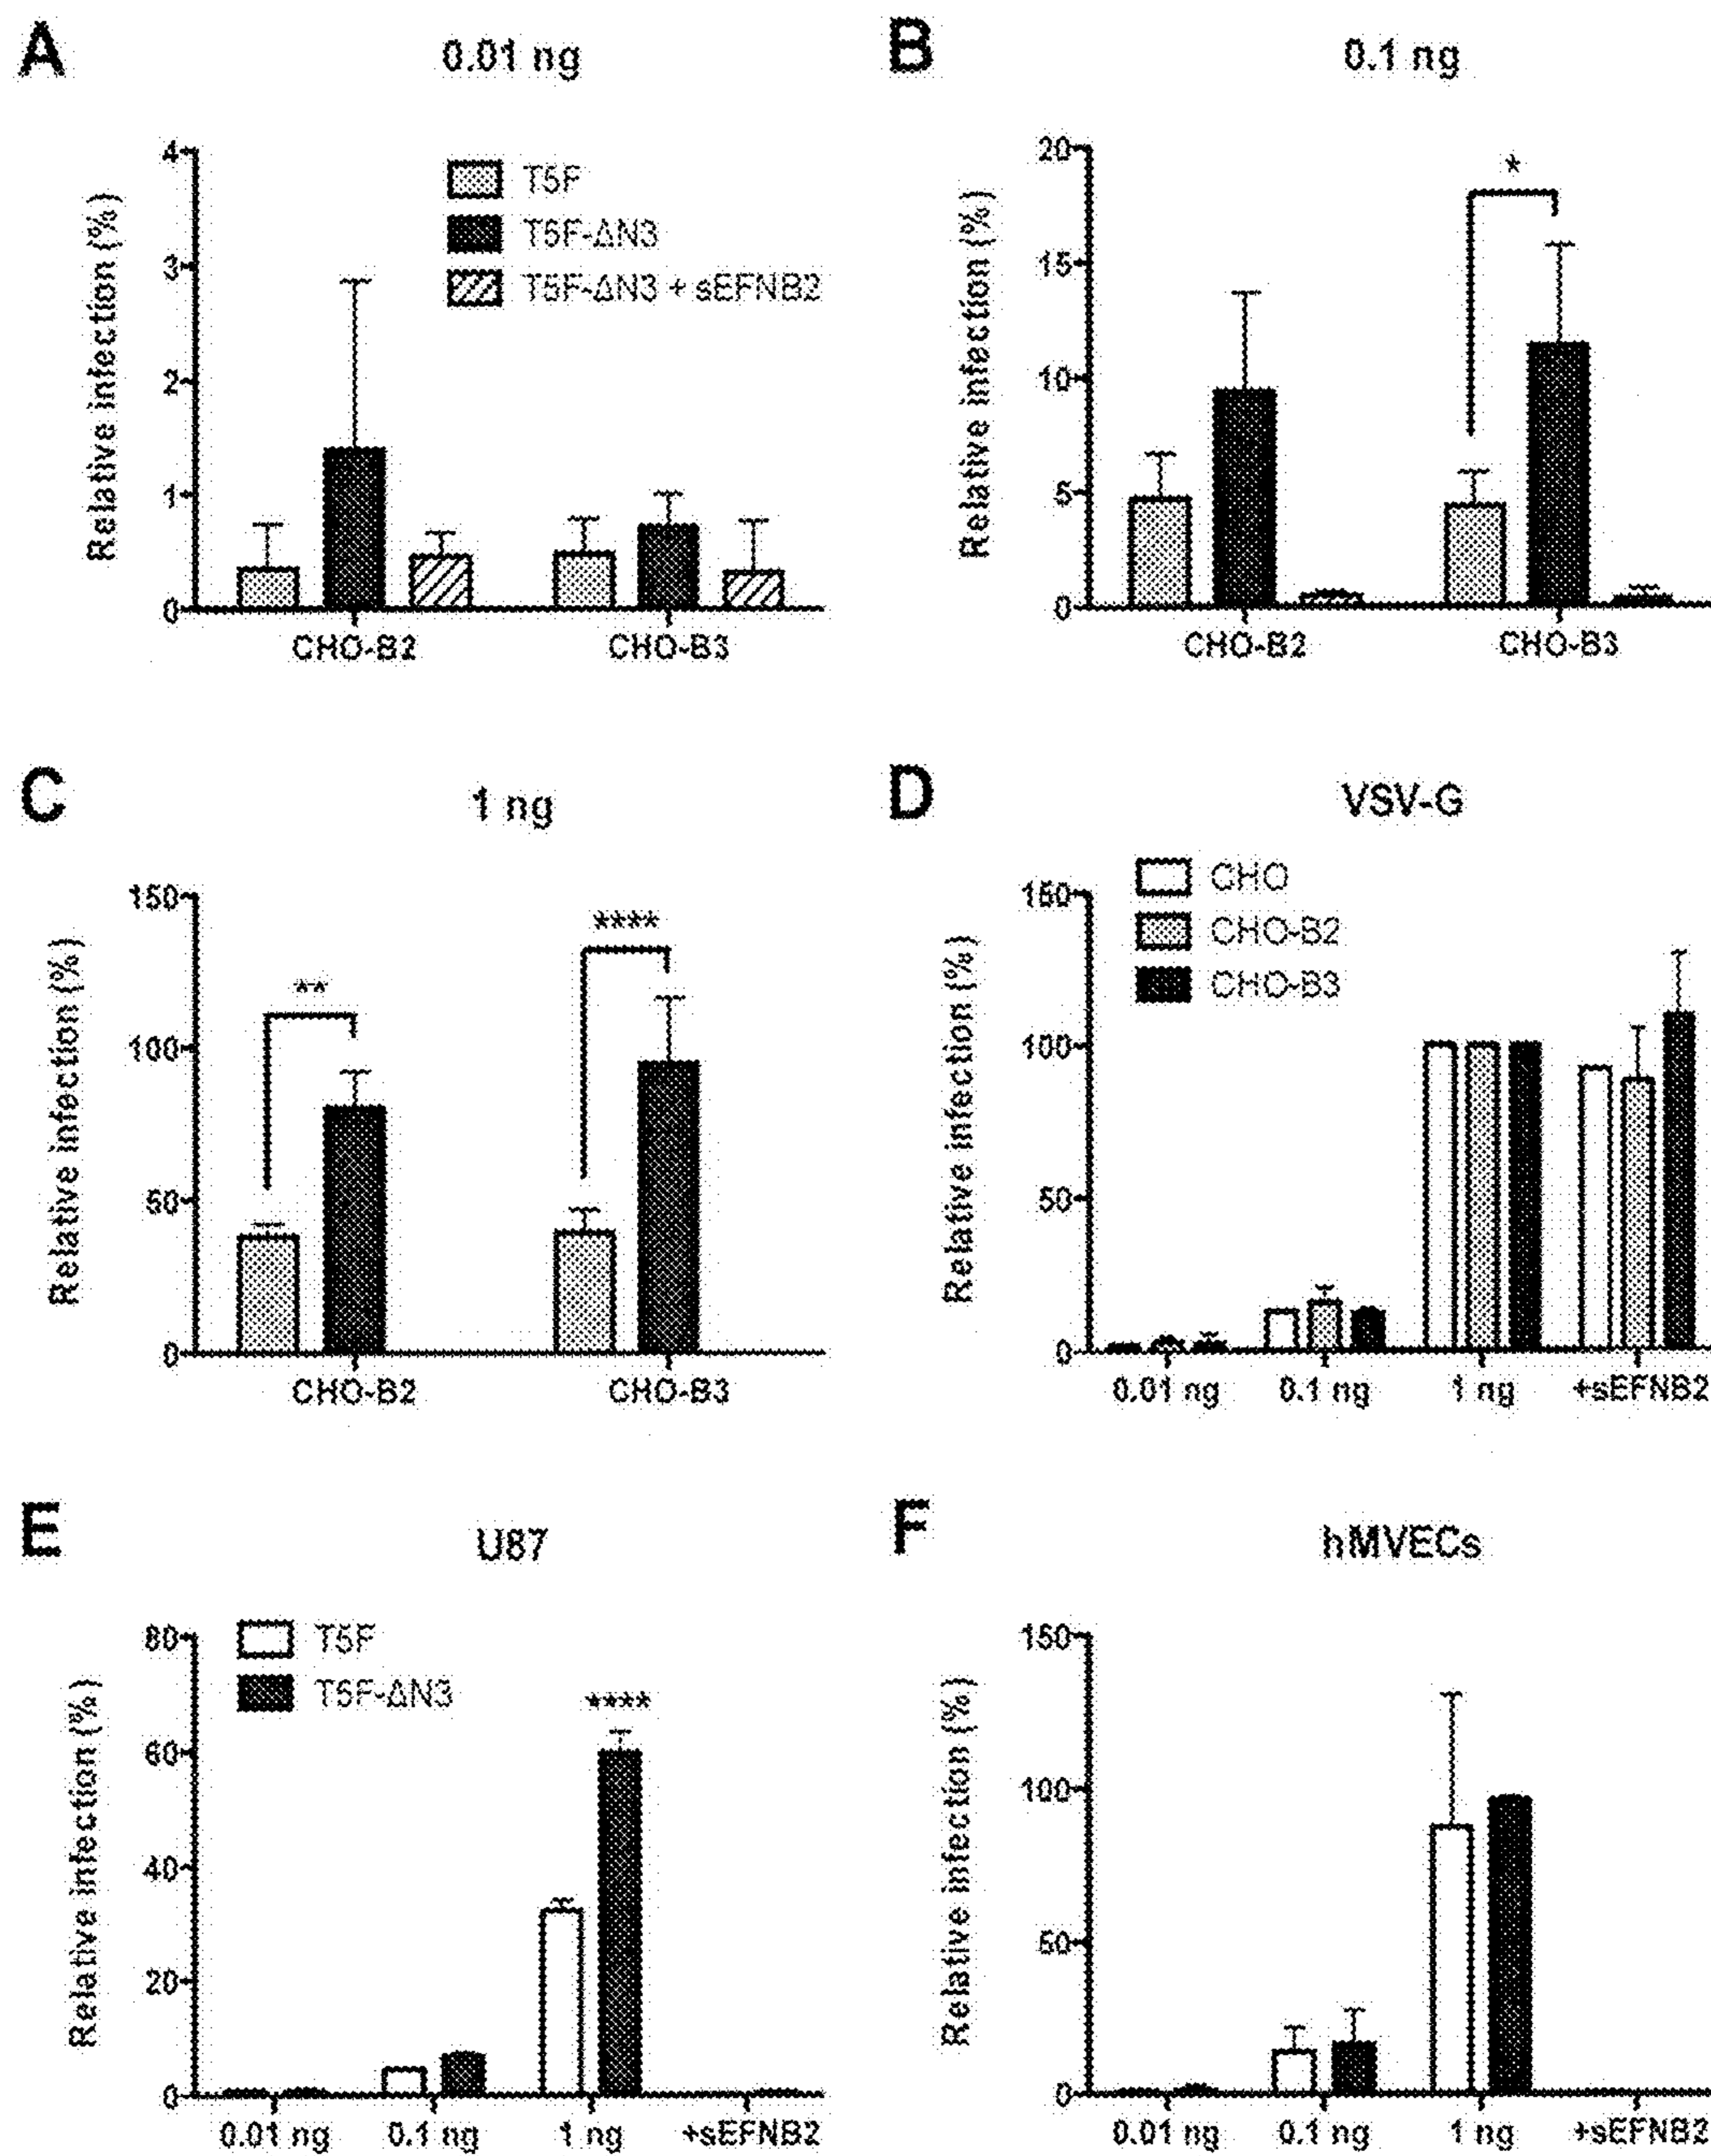 A
0.01 ng
Relative infection (%)
4
3
2
1
0
T5F
T5F-ΔN3
T5F-ΔN3 + sEFNB2
CHO-B2
CHO-B3
B
0.1 ng
Relative infection (%)
20
15
10
5
0
*
CHO-B2
CHO-B3
C
1 ng
Relative infection (%)
150
100
50
0
**
****
CHO-B2
CHO-B3
D
VSV-G
Relative infection (%)
150
100
50
0
CHO
CHO-B2
CHO-B3
0.01 ng
0.1 ng
1 ng
+sEFNB2
E
U87
Relative infection (%)
80
60
40
20
0
T5F
T5F-ΔN3
****
0.01 ng
0.1 ng
1 ng
+sEFNB2
F
hMVECs
Relative infection (%)
150
100
50
0
0.01 ng
0.1 ng
1 ng
+sEFNB2